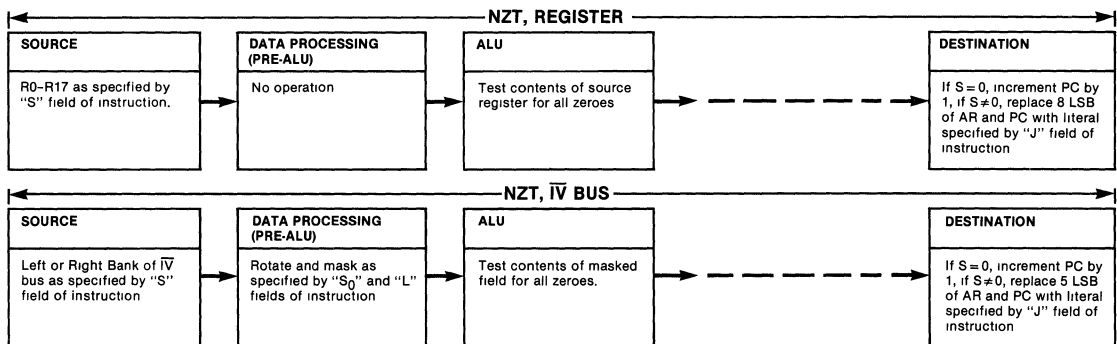 NZT, REGISTER
SOURCE
R0–R17 as specified by
“S” field of instruction.
DATA PROCESSING
(PRE-ALU)
No operation
ALU
Test contents of source
register for all zeroes
DESTINATION
If S = 0, increment PC by
1, if S ≠ 0, replace 8 LSB
of AR and PC with literal
specified by “J” field of
instruction
NZT, I̅V̅ BUS
SOURCE
Left or Right Bank of I̅V̅
bus as specified by “S”
field of instruction
DATA PROCESSING
(PRE-ALU)
Rotate and mask as
specified by “S₀” and “L”
fields of instruction
ALU
Test contents of masked
field for all zeroes.
DESTINATION
If S = 0, increment PC by
1, if S ≠ 0, replace 5 LSB
of AR and PC with literal
specified by “J” field of
instruction